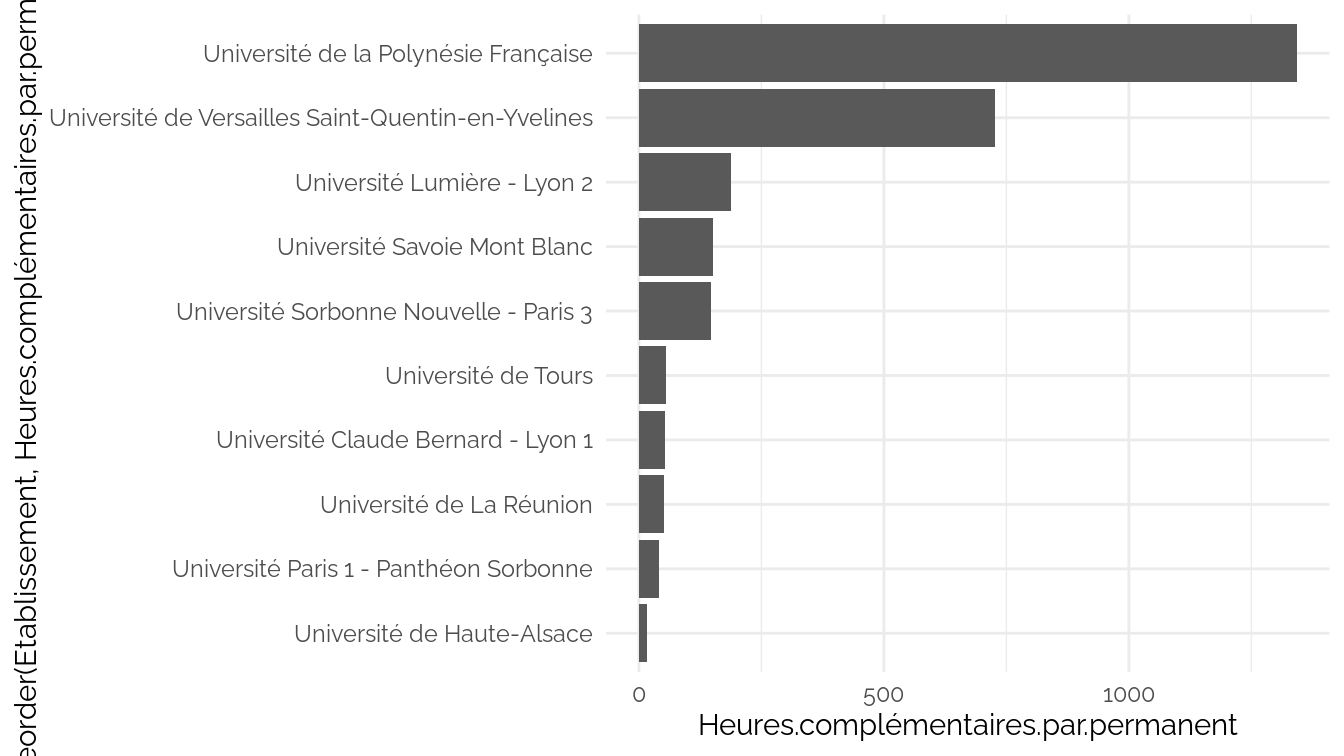 eorder(Etablissement, Heures.complémentaires.par.perm
Université de la Polynésie Française
Université de Versailles Saint-Quentin-en-Yvelines
Université Lumière - Lyon 2
Université Savoie Mont Blanc
Université Sorbonne Nouvelle - Paris 3
Université de Tours
Université Claude Bernard - Lyon 1
Université de La Réunion
Université Paris 1 - Panthéon Sorbonne
Université de Haute-Alsace
0 500 1000
Heures.complémentaires.par.permanent